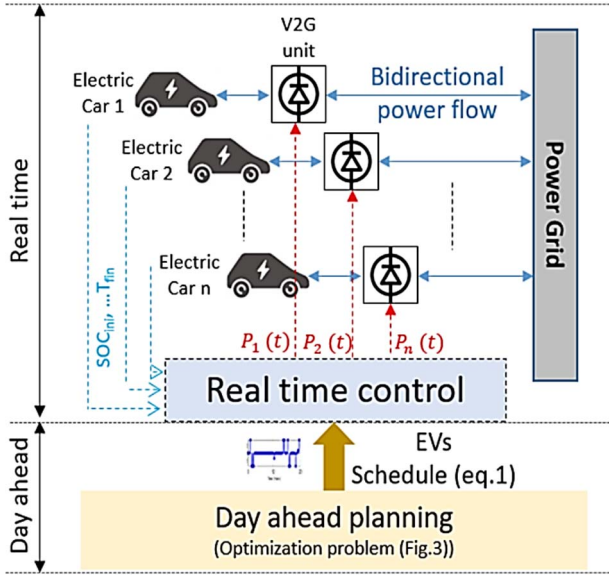 Real time
V2G
unit
Electric
Car 1
Bidirectional
power flow
Electric
Car 2
Electric
Car n
Power Grid
SOCini, ... Tfin
P1 (t) P2 (t) Pn (t)
Real time control
Day ahead
EVs
Schedule (eq.1)
Day ahead planning
(Optimization problem (Fig.3))